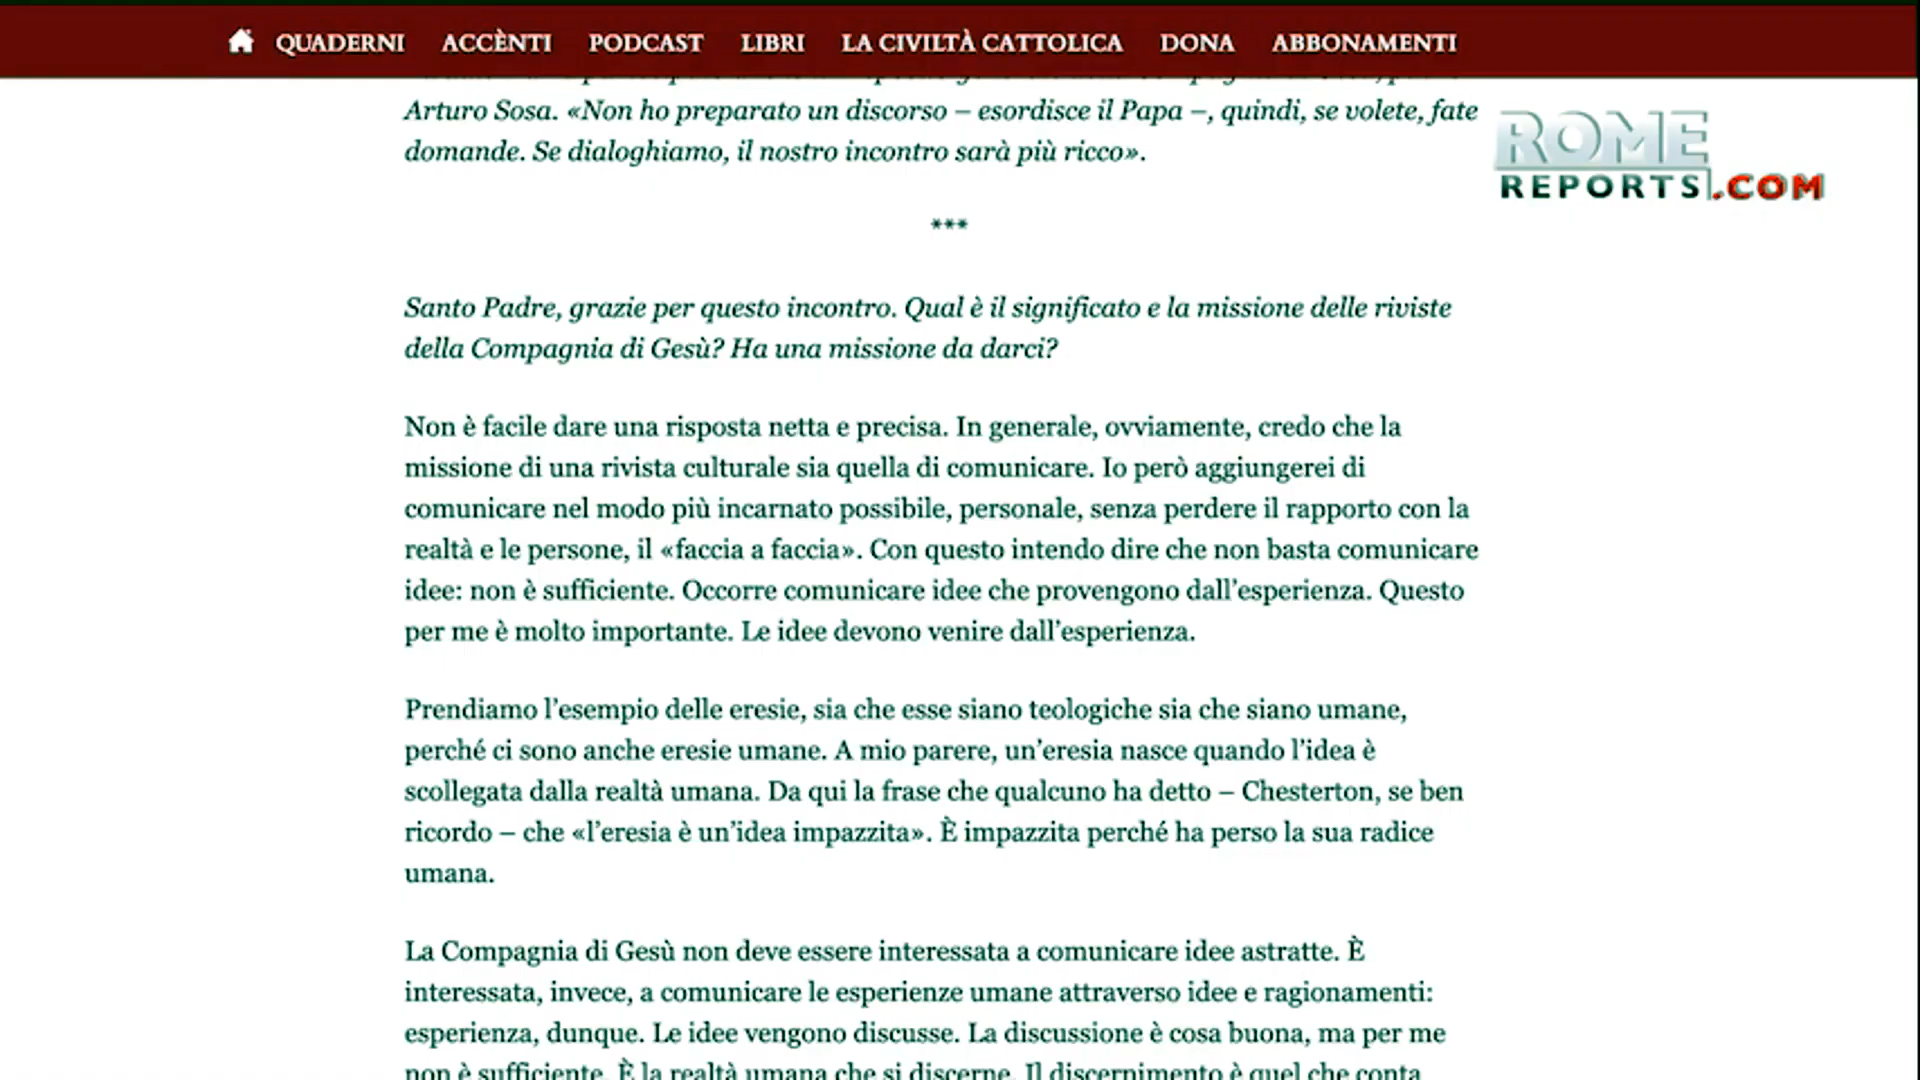 QUADERNI ACCÈNTI PODCAST LIBRI LA CIVILTÀ CATTOLICA DONA ABBONAMENTI
Arturo Sosa. «Non ho preparato un discorso – esordisce il Papa –, quindi, se volete, fate
domande. Se dialoghiamo, il nostro incontro sarà più ricco».
ROME
REPORTS.COM
***
Santo Padre, grazie per questo incontro. Qual è il significato e la missione delle riviste
della Compagnia di Gesù? Ha una missione da darci?
Non è facile dare una risposta netta e precisa. In generale, ovviamente, credo che la
missione di una rivista culturale sia quella di comunicare. Io però aggiungerei di
comunicare nel modo più incarnato possibile, personale, senza perdere il rapporto con la
realtà e le persone, il «faccia a faccia». Con questo intendo dire che non basta comunicare
idee: non è sufficiente. Occorre comunicare idee che provengono dall’esperienza. Questo
per me è molto importante. Le idee devono venire dall’esperienza.
Prendiamo l’esempio delle eresie, sia che esse siano teologiche sia che siano umane,
perché ci sono anche eresie umane. A mio parere, un’eresia nasce quando l’idea è
scollegata dalla realtà umana. Da qui la frase che qualcuno ha detto – Chesterton, se ben
ricordo – che «l’eresia è un’idea impazzita». È impazzita perché ha perso la sua radice
umana.
La Compagnia di Gesù non deve essere interessata a comunicare idee astratte. È
interessata, invece, a comunicare le esperienze umane attraverso idee e ragionamenti:
esperienza, dunque. Le idee vengono discusse. La discussione è cosa buona, ma per me
non è sufficiente. È la realtà umana che si discerne. Il discernimento è quel che conta